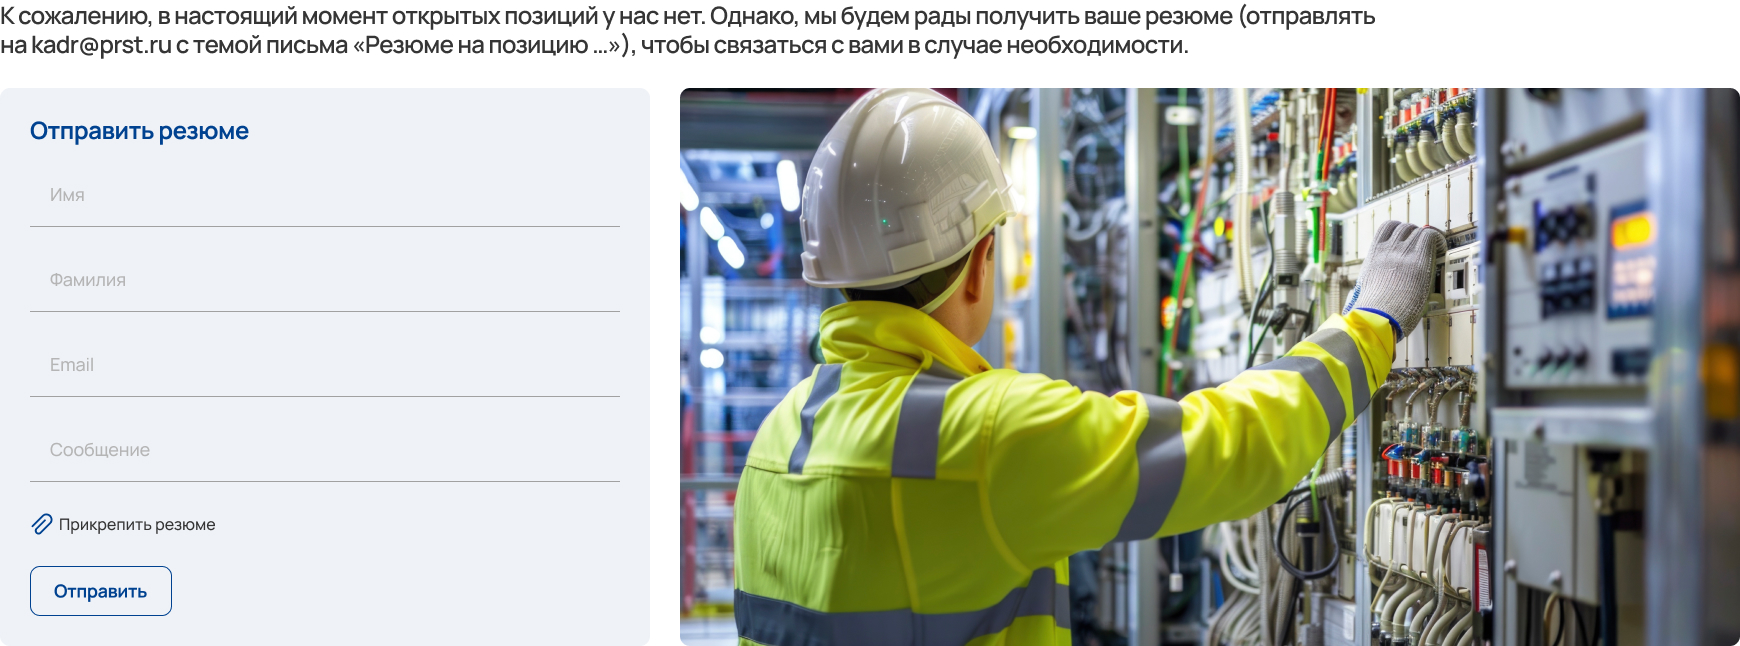 К сожалению, в настоящий момент открытых позиций у нас нет. Однако, мы будем рады получить ваше резюме (отправлять
на kadr@prst.ru с темой письма «Резюме на позицию ...»), чтобы связаться с вами в случае необходимости.
Отправить резюме
Имя
Фамилия
Email
Сообщение
Прикрепить резюме
Отправить